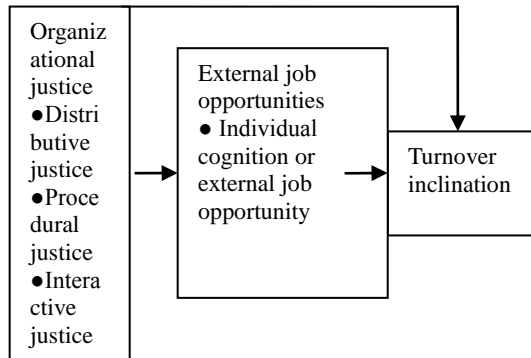 Organiz
ational
justice
●Distri
butive
justice
●Proce
dural
justice
●Intera
ctive
justice
External job
opportunities
● Individual
cognition or
external job
opportunity
Turnover
inclination